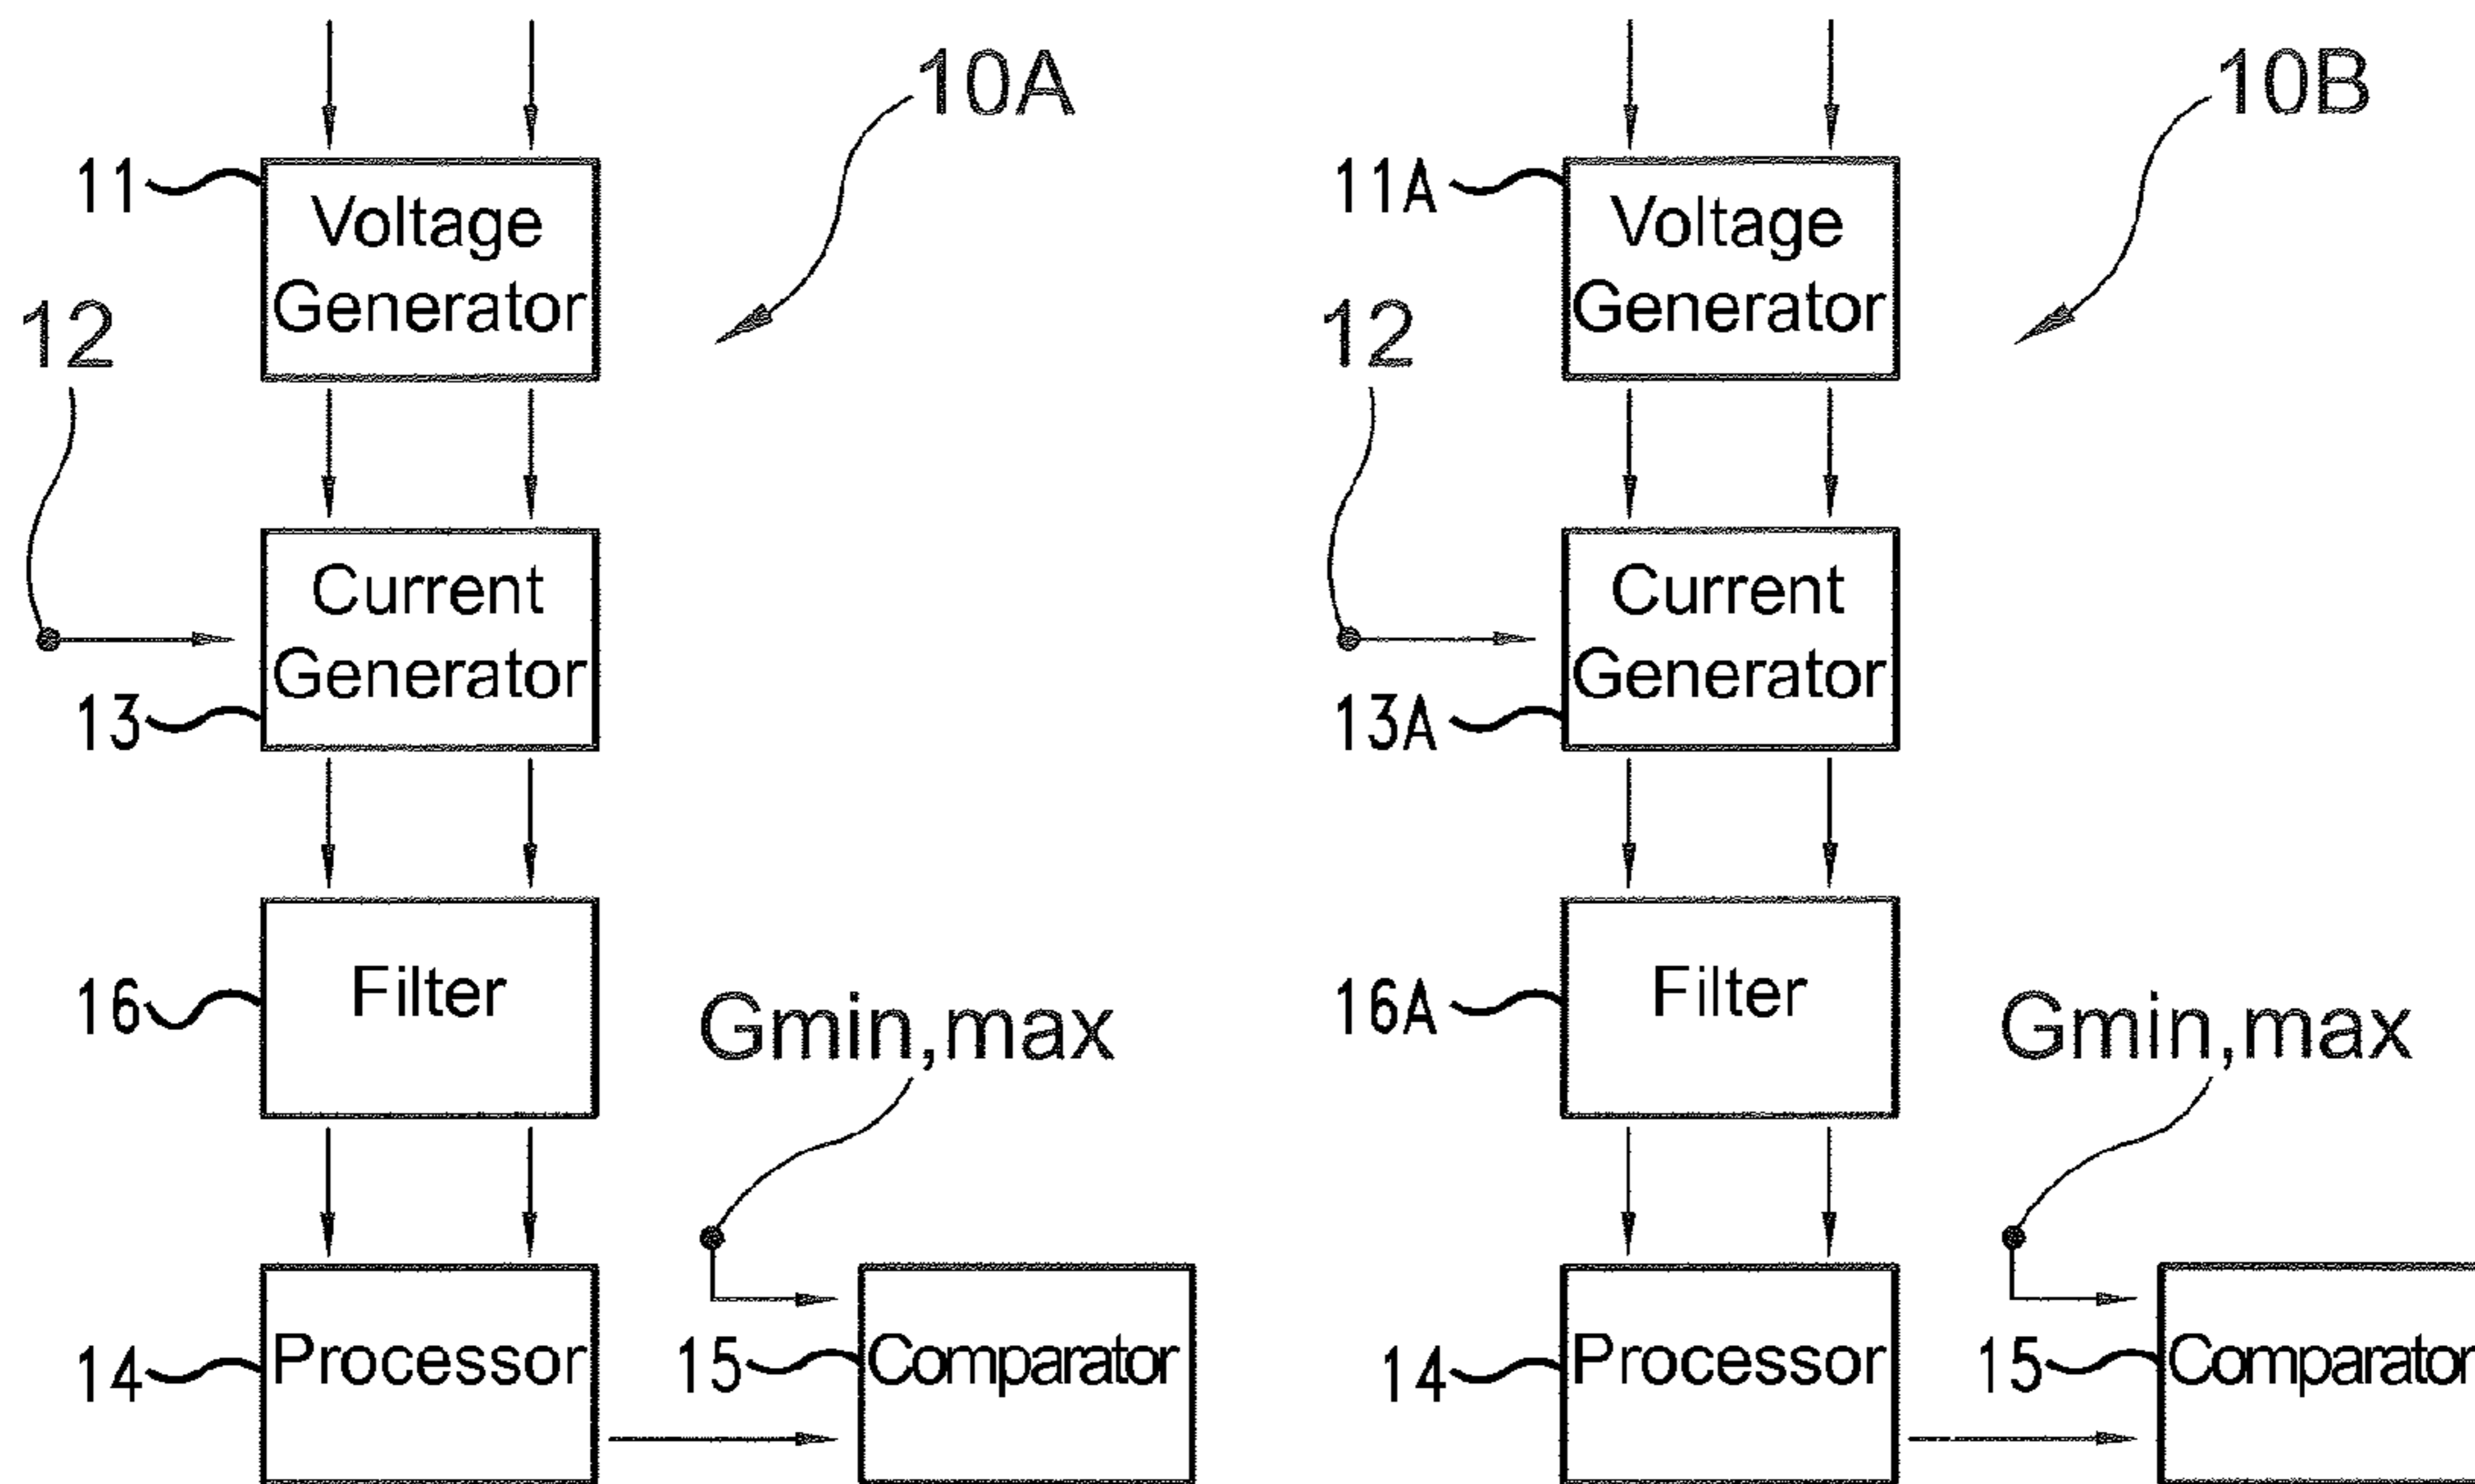 10A
11
Voltage
Generator
12
Current
Generator
13
16
Filter
Gmin,max
14
Processor
15
Comparator
10B
11A
Voltage
Generator
12
Current
Generator
13A
16A
Filter
Gmin,max
14
Processor
15
Comparator